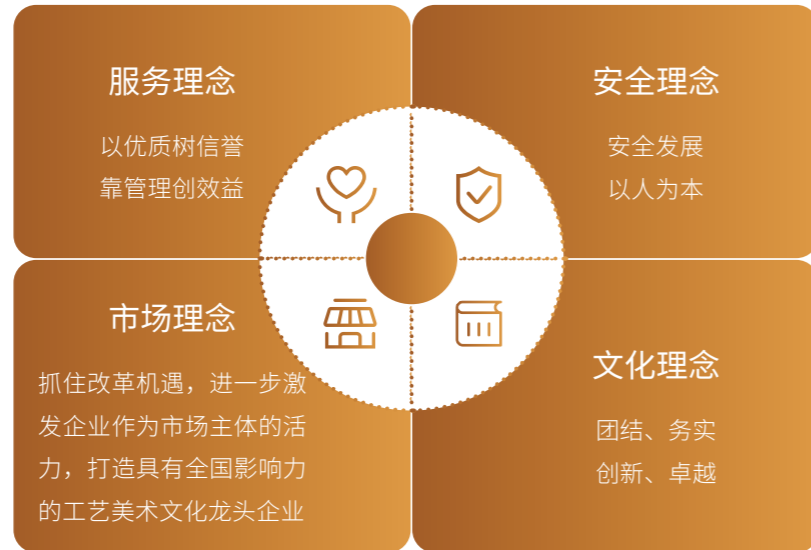 服务理念
以优质树信誉
靠管理创效益
安全理念
安全发展
以人为本
市场理念
抓住改革机遇，进一步激
发企业作为市场主体的活
力，打造具有全国影响力
的工艺美术文化龙头企业
文化理念
团结、务实
创新、卓越